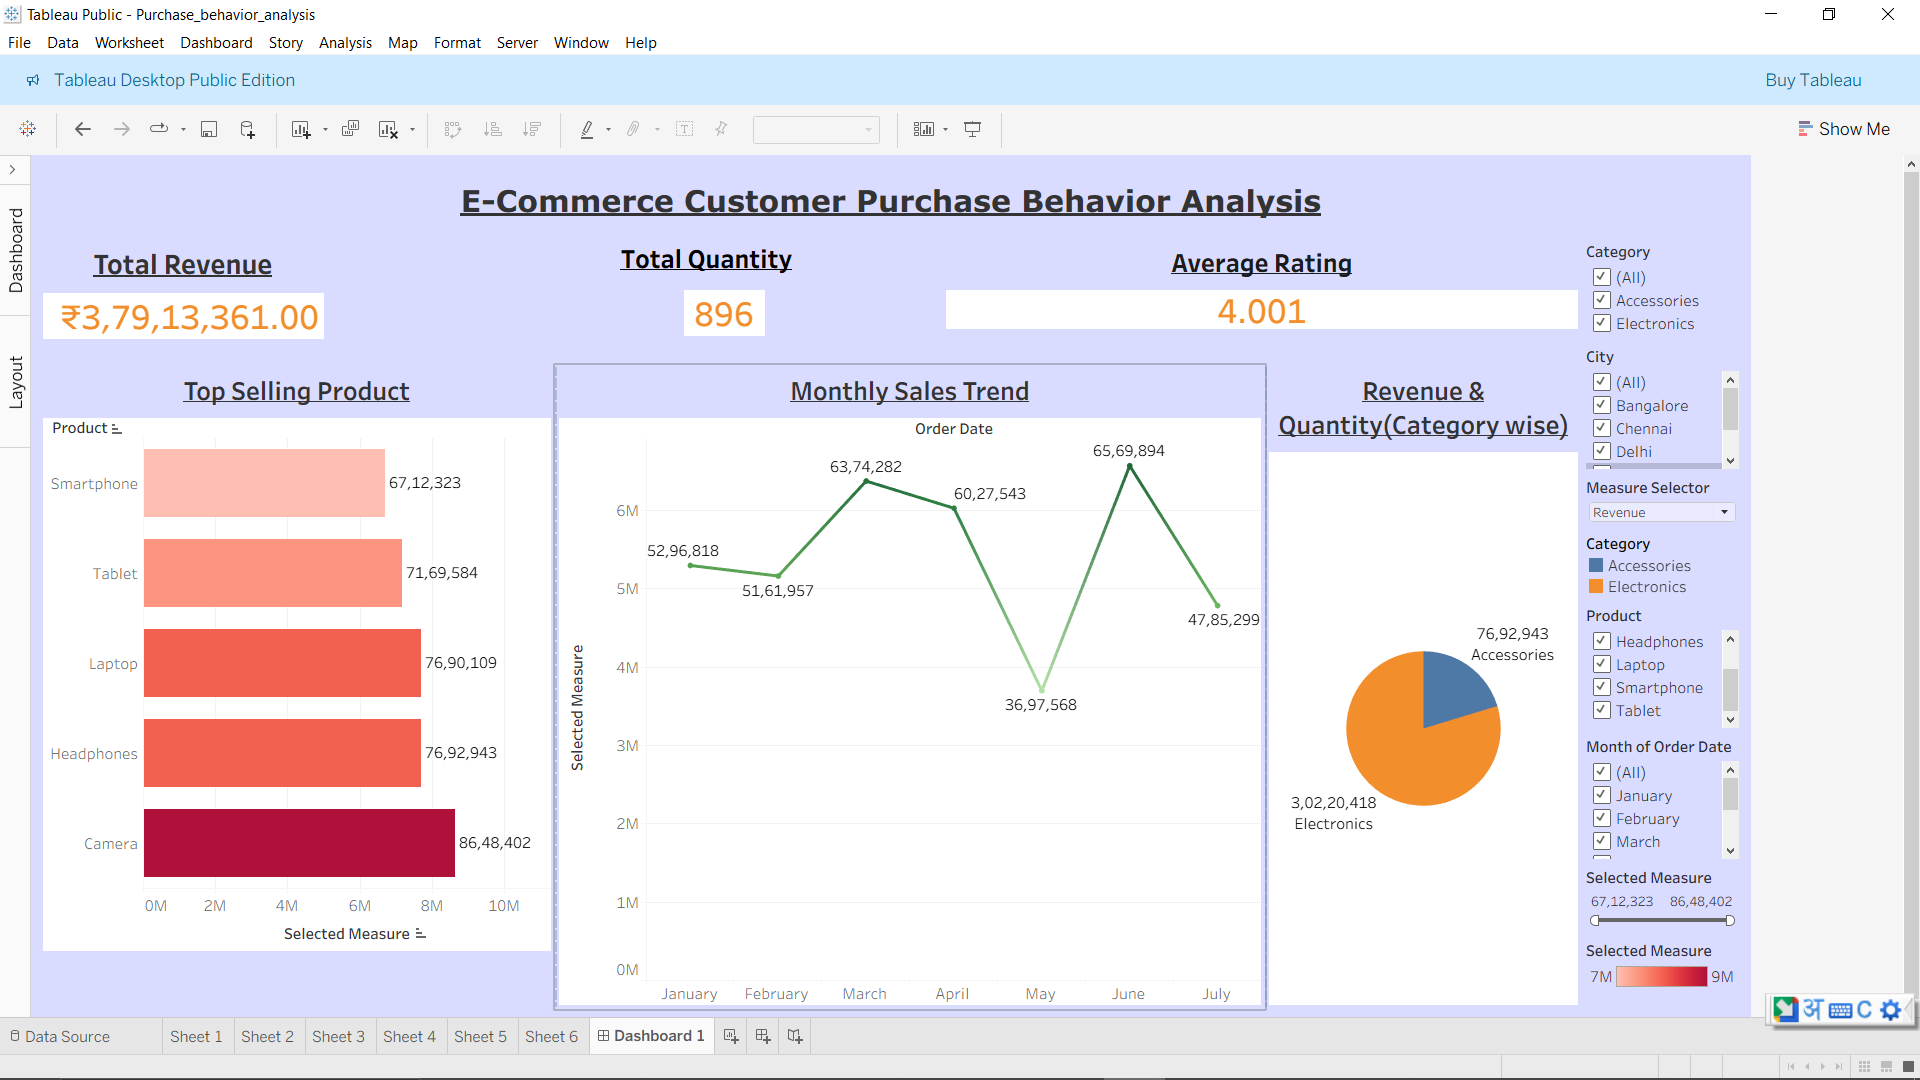 Tableau Public - Purchase_behavior_analysis
File Data Worksheet Dashboard Story Analysis Map Format Server Window Help
Tableau Desktop Public Edition
Buy Tableau
Show Me
Dashboard
Layout
E-Commerce Customer Purchase Behavior Analysis
Total Revenue
₹3,79,13,361.00
Total Quantity
896
Average Rating
4.001
Top Selling Product
Product
Smartphone 67,12,323
Tablet 71,69,584
Laptop 76,90,109
Headphones 76,92,943
Camera 86,48,402
0M 2M 4M 6M 8M 10M
Selected Measure
Monthly Sales Trend
Order Date
Selected Measure
6M
5M
4M
3M
2M
1M
0M
52,96,818
51,61,957
63,74,282
60,27,543
36,97,568
65,69,894
47,85,299
January February March April May June July
Revenue &
Quantity(Category wise)
76,92,943
Accessories
3,02,20,418
Electronics
Category
(All)
Accessories
Electronics
City
(All)
Bangalore
Chennai
Delhi
Measure Selector
Revenue
Category
Accessories
Electronics
Product
Headphones
Laptop
Smartphone
Tablet
Month of Order Date
(All)
January
February
March
Selected Measure
67,12,323 86,48,402
Selected Measure
7M 9M
अ C
Data Source Sheet 1 Sheet 2 Sheet 3 Sheet 4 Sheet 5 Sheet 6 Dashboard 1